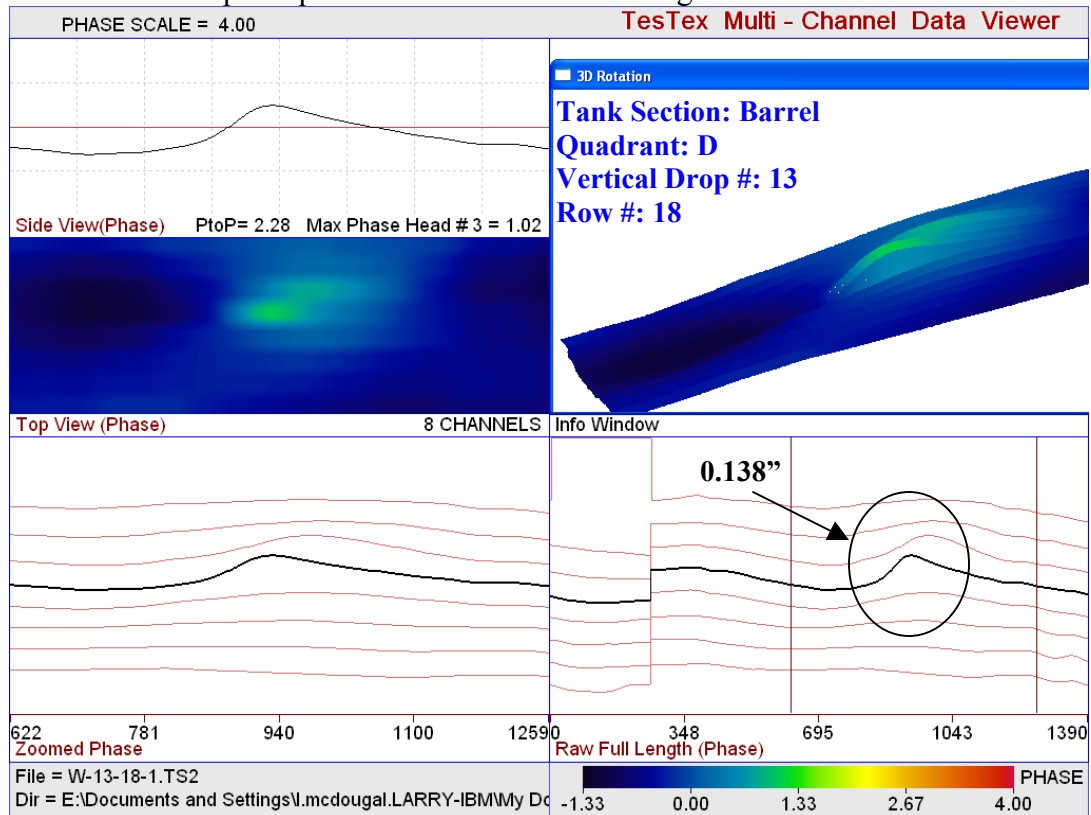 PHASE SCALE = 4.00
TesTex Multi - Channel Data Viewer
3D Rotation
Tank Section: Barrel
Quadrant: D
Vertical Drop #: 13
Row #: 18
Side View(Phase) PtoP= 2.28 Max Phase Head # 3 = 1.02
Top View (Phase) 8 CHANNELS
Info Window
0.138”
622 781 940 1100 1259
Zoomed Phase
0 348 695 1043 1390
Raw Full Length (Phase)
File = W-13-18-1.TS2
Dir = E:\Documents and Settings\l.mcdougal.LARRY-IBM\My Do
PHASE
-1.33 0.00 1.33 2.67 4.00